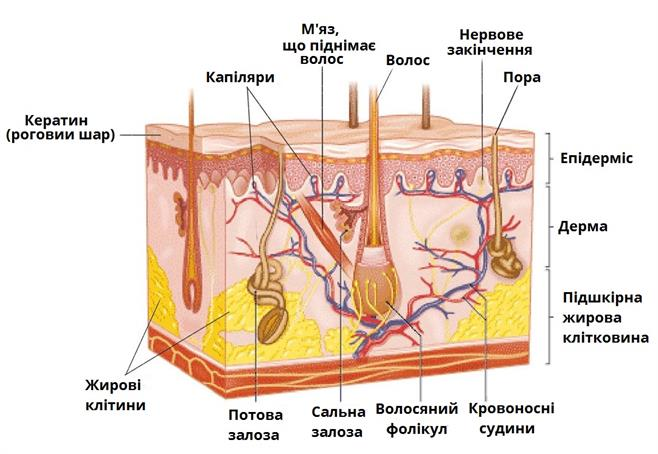 М'яз,
що піднімає
волос
Нервове
закінчення
Капіляри
Волос
Пора
Кератин
(роговии шар)
Епідерміс
Дерма
Підшкірна
жирова
клітковина
Жирові
клітини
Потова
залоза
Сальна
залоза
Волосяний
фолікул
Кровоносні
судини